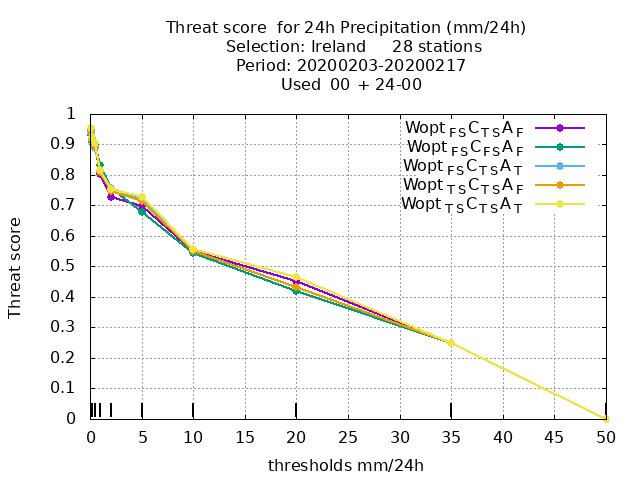 Threat score  for 24h Precipitation (mm/24h)
Selection: Ireland     28 stations
Period: 20200203-20200217
Used  00 + 24-00
Wopt FS C TS A F
Wopt FS C FS A F
Wopt FS C TS A T
Wopt TS C TS A F
Wopt TS C TS A T
1
0.9
0.8
0.7
0.6
0.5
0.4
0.3
0.2
0.1
0
Threat score
0 5 10 15 20 25 30 35 40 45 50
thresholds mm/24h